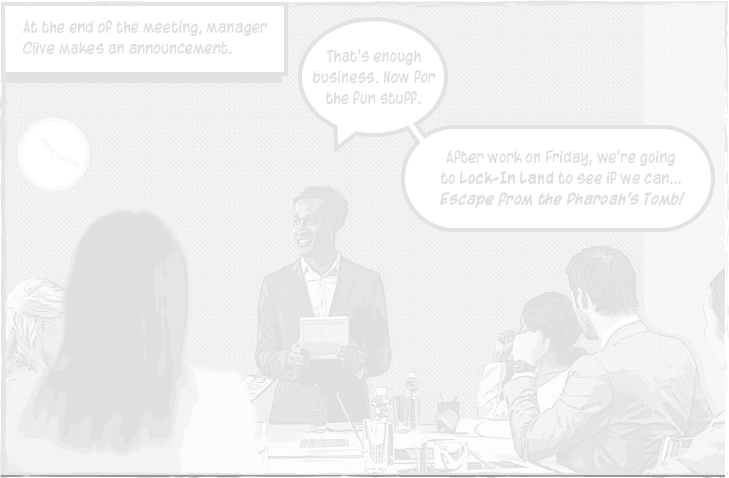 At the end of the meeting, manager
Clive makes an announcement.
That's enough
business. Now for
the fun stuff.
After work on Friday, we're going
to Lock-In Land to see if we can...
Escape from the Pharoah's Tomb!